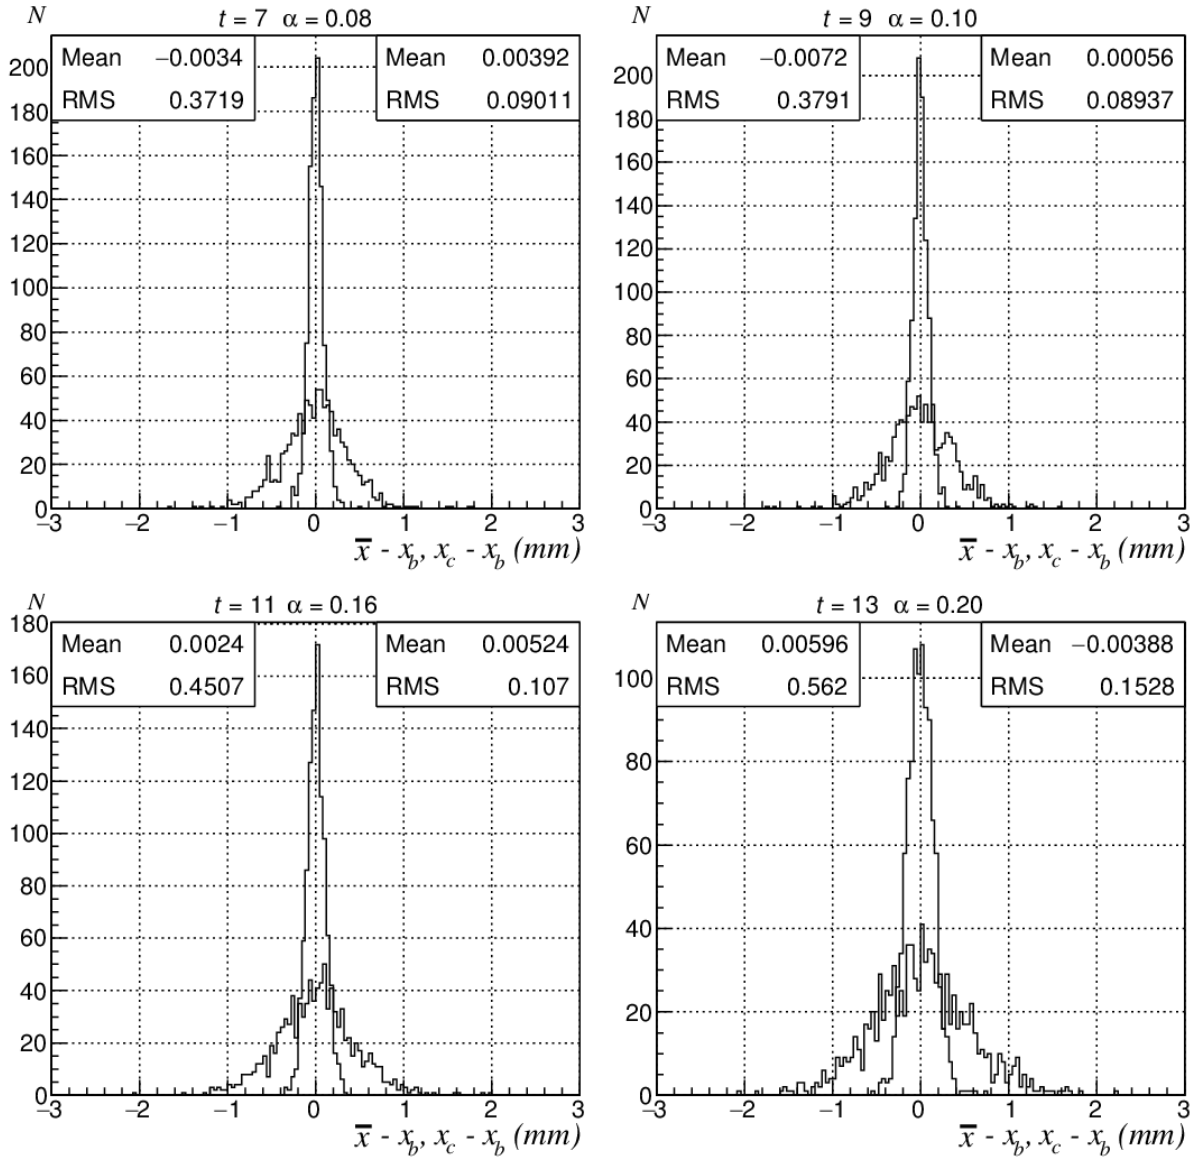 N t = 7 α = 0.08
Mean −0.0034
RMS 0.3719
Mean 0.00392
RMS 0.09011
200
180
160
140
120
100
80
60
40
20
0
−3 −2 −1 0 1 2 3
x̅ - x_b, x_c - x_b (mm)
N t = 9 α = 0.10
Mean −0.0072
RMS 0.3791
Mean 0.00056
RMS 0.08937
200
180
160
140
120
100
80
60
40
20
0
−3 −2 −1 0 1 2 3
x̅ - x_b, x_c - x_b (mm)
N t = 11 α = 0.16
Mean 0.0024
RMS 0.4507
Mean 0.00524
RMS 0.107
180
160
140
120
100
80
60
40
20
0
−3 −2 −1 0 1 2 3
x̅ - x_b, x_c - x_b (mm)
N t = 13 α = 0.20
Mean 0.00596
RMS 0.562
Mean −0.00388
RMS 0.1528
100
80
60
40
20
0
−3 −2 −1 0 1 2 3
x̅ - x_b, x_c - x_b (mm)